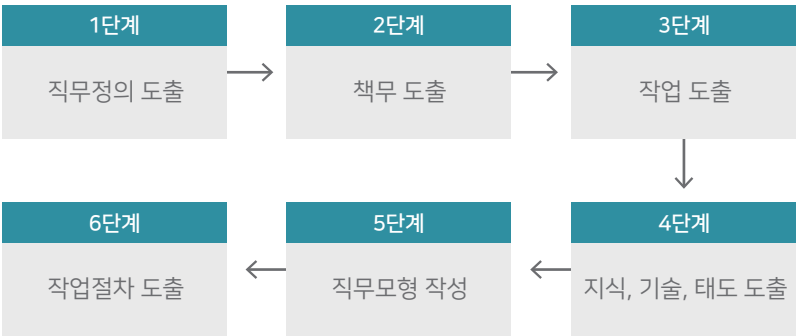 1단계
직무정의 도출
2단계
책무 도출
3단계
작업 도출
4단계
지식, 기술, 태도 도출
5단계
직무모형 작성
6단계
작업절차 도출